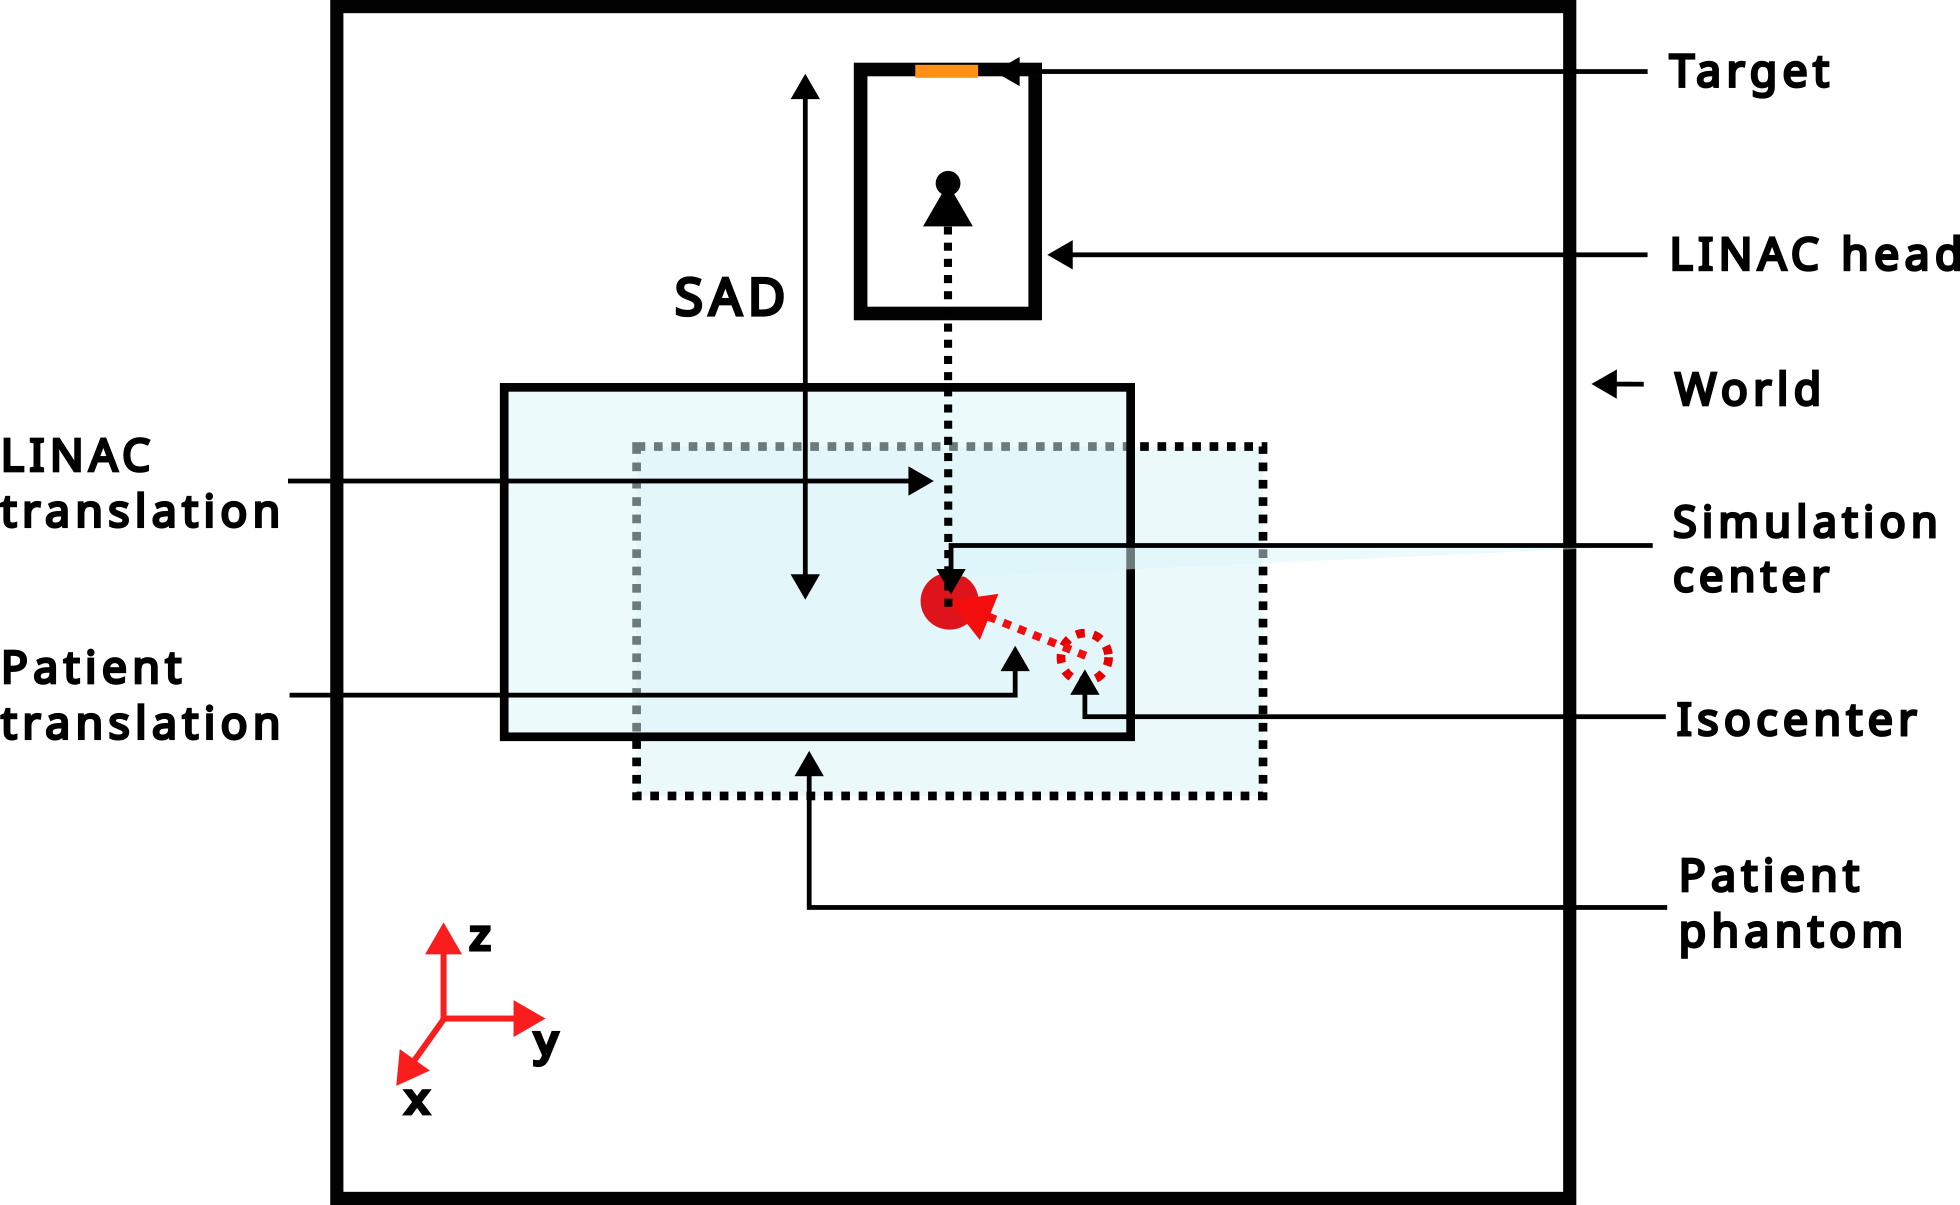 Target
LINAC head
SAD
World
LINAC
translation
Simulation
center
Patient
translation
Isocenter
Patient
phantom
z
y
x